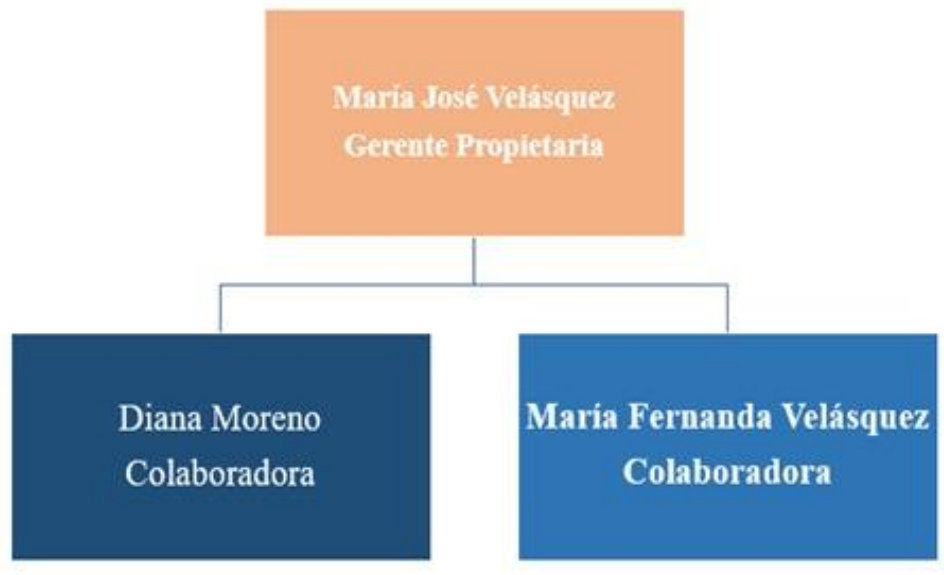 María José Velásquez
Gerente Propietaria
Diana Moreno
Colaboradora
María Fernanda Velásquez
Colaboradora